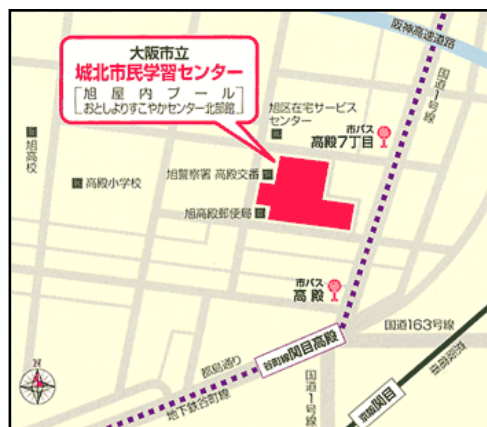 阪神高速道路
国道1号線
大阪市立
城北市民学習センター
旭屋内プール
おとしよりすこやかセンター北部館
旭区在宅サービス
センター
市バス
高殿7丁目
旭高校
高殿小学校
旭警察署 高殿交番
旭高殿郵便局
市バス
高殿
国道163号線
谷町線関目高殿
都島通り
地下鉄谷町線
国道1号線
京阪関目
京阪電車
N